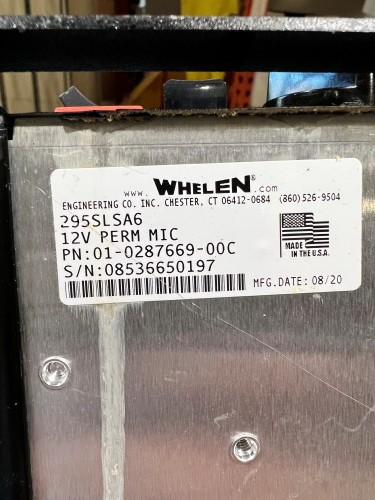 www. WHELEN® .com
ENGINEERING CO. INC. CHESTER, CT 06412-0684 (860)526-9504
295SLSA6
12V PERM MIC
PN:01-0287669-00C
S/N:08536650197
MADE
IN THE U.S.A.
MFG.DATE: 08/20